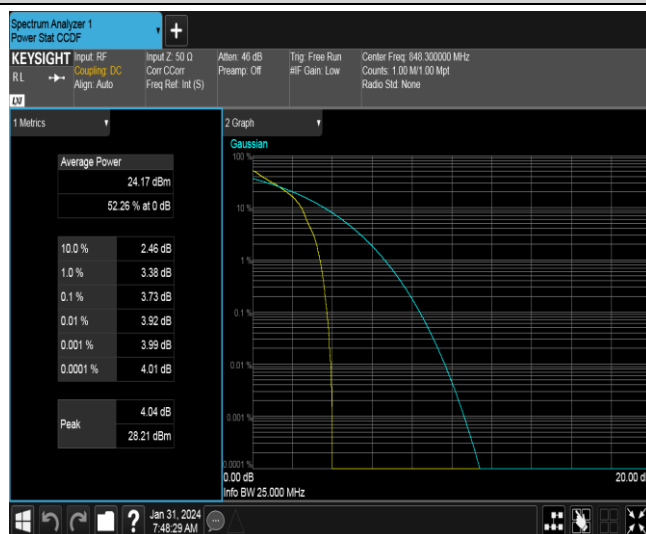 Spectrum Analyzer 1
Power Stat CCDF
KEYSIGHT Input: RF Input Z: 50 Ω Atten: 46 dB Trig: Free Run Center Freq: 848.300000 MHz
RL Coupling: DC Corr CCorr Preamp: Off #IF Gain: Low Counts: 1.00 M/1.00 Mpt
Align: Auto Freq Ref: Int (S) Radio Std: None
LXI
1 Metrics
Average Power
24.17 dBm
52.26 % at 0 dB
10.0 % 2.46 dB
1.0 % 3.38 dB
0.1 % 3.73 dB
0.01 % 3.92 dB
0.001 % 3.99 dB
0.0001 % 4.01 dB
Peak 4.04 dB
28.21 dBm
2 Graph
Gaussian
100 %
10 %
1 %
0.1 %
0.01 %
0.001 %
0.0001 %
0.00 dB 20.00 d
Info BW 25.000 MHz
? Jan 31, 2024
7:48:29 AM